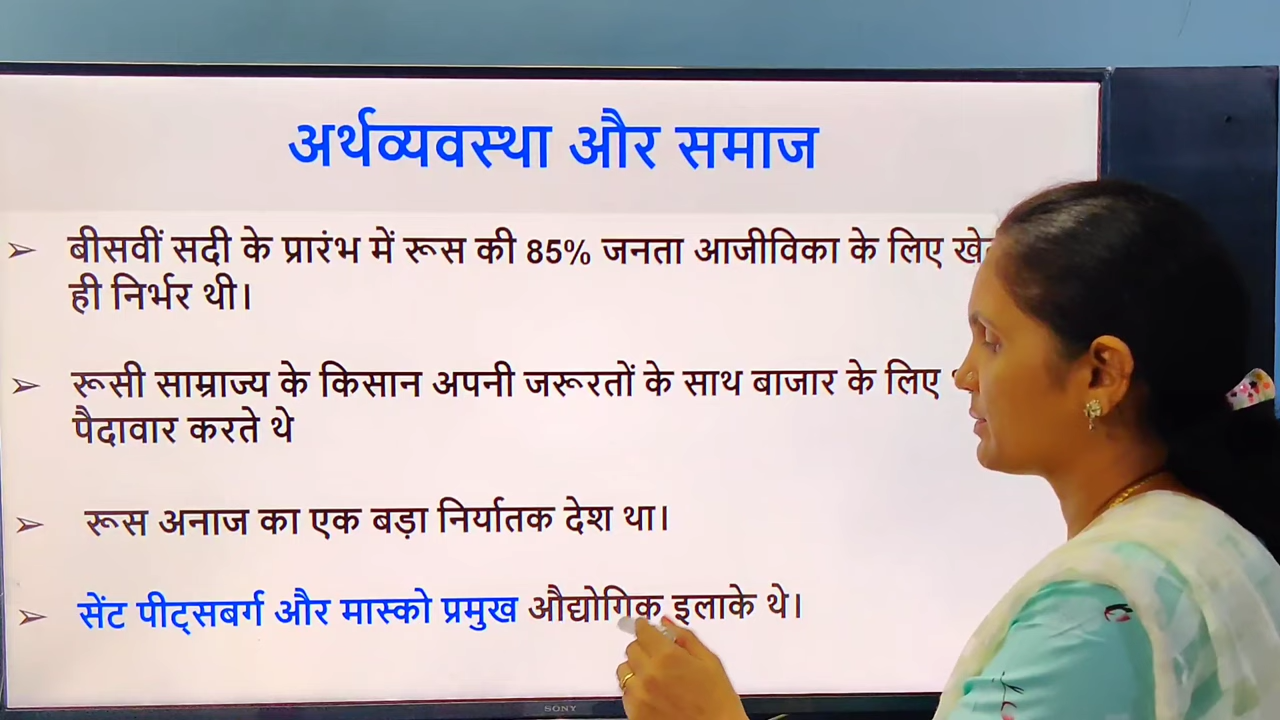 अर्थव्यवस्था और समाज
➢ बीसवीं सदी के प्रारंभ में रूस की 85% जनता आजीविका के लिए
ही निर्भर थी।
➢ रूसी साम्राज्य के किसान अपनी जरूरतों के साथ बाजार के लिए
पैदावार करते थे
➢ रूस अनाज का एक बड़ा निर्यातक देश था।
➢ सेंट पीट्सबर्ग और मास्को प्रमुख औद्योगिक इलाके थे।
SONY